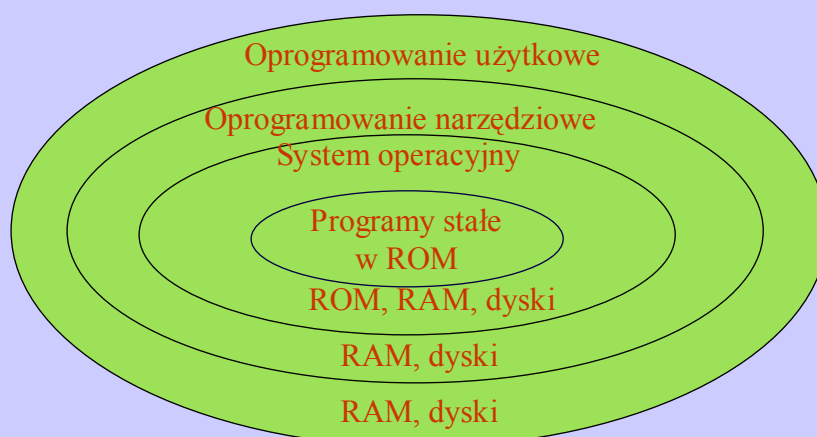 Oprogramowanie użytkowe
Oprogramowanie narzędziowe
System operacyjny
Programy stałe
w ROM
ROM, RAM, dyski
RAM, dyski
RAM, dyski